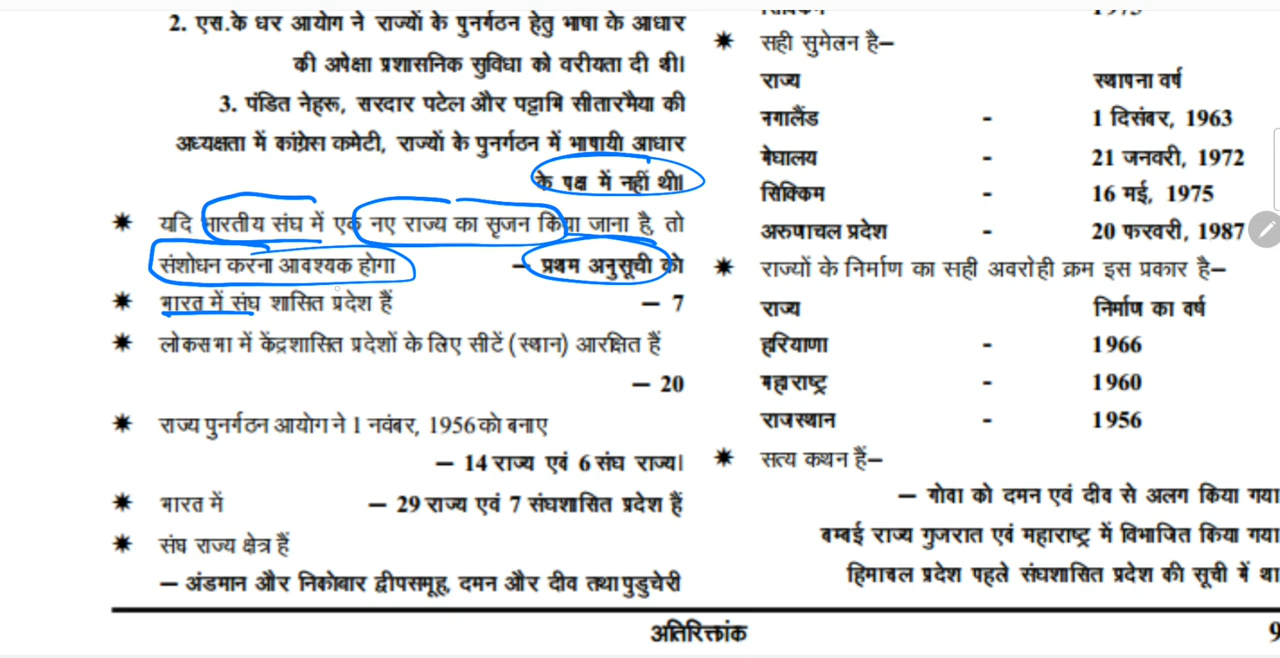 2. एस.के धर आयोग ने राज्यों के पुनर्गठन हेतु भाषा के आधार
की अपेक्षा प्रशासनिक सुविधा को वरीयता दी थी।
3. पंडित नेहरू, सरदार पटेल और पट्टाभि सीतारमैया की
अध्यक्षता में कांग्रेस कमेटी, राज्यों के पुनर्गठन में भाषायी आधार
के पक्ष में नहीं थी।
✷ यदि भारतीय संघ में एक नए राज्य का सृजन किया जाना है, तो
संशोधन करना आवश्यक होगा – प्रथम अनुसूची को
✷ भारत में संघ शासित प्रदेश हैं – 7
✷ लोकसभा में केंद्रशासित प्रदेशों के लिए सीटें (स्थान) आरक्षित हैं
– 20
✷ राज्य पुनर्गठन आयोग ने 1 नवंबर, 1956 को बनाए
– 14 राज्य एवं 6 संघ राज्य।
✷ भारत में – 29 राज्य एवं 7 संघशासित प्रदेश हैं
✷ संघ राज्य क्षेत्र हैं
– अंडमान और निकोबार द्वीपसमूह, दमन और दीव तथा पुडुचेरी
✷ सही सुमेलन है–
राज्य स्थापना वर्ष
नगालैंड - 1 दिसंबर, 1963
मेघालय - 21 जनवरी, 1972
सिक्किम - 16 मई, 1975
अरुणाचल प्रदेश - 20 फरवरी, 1987
✷ राज्यों के निर्माण का सही अवरोही क्रम इस प्रकार है–
राज्य निर्माण का वर्ष
हरियाणा - 1966
महाराष्ट्र - 1960
राजस्थान - 1956
✷ सत्य कथन हैं–
– गोवा को दमन एवं दीव से अलग किया गया
बम्बई राज्य गुजरात एवं महाराष्ट्र में विभाजित किया गया
हिमाचल प्रदेश पहले संघशासित प्रदेश की सूची में था
अतिरिक्तांक 9